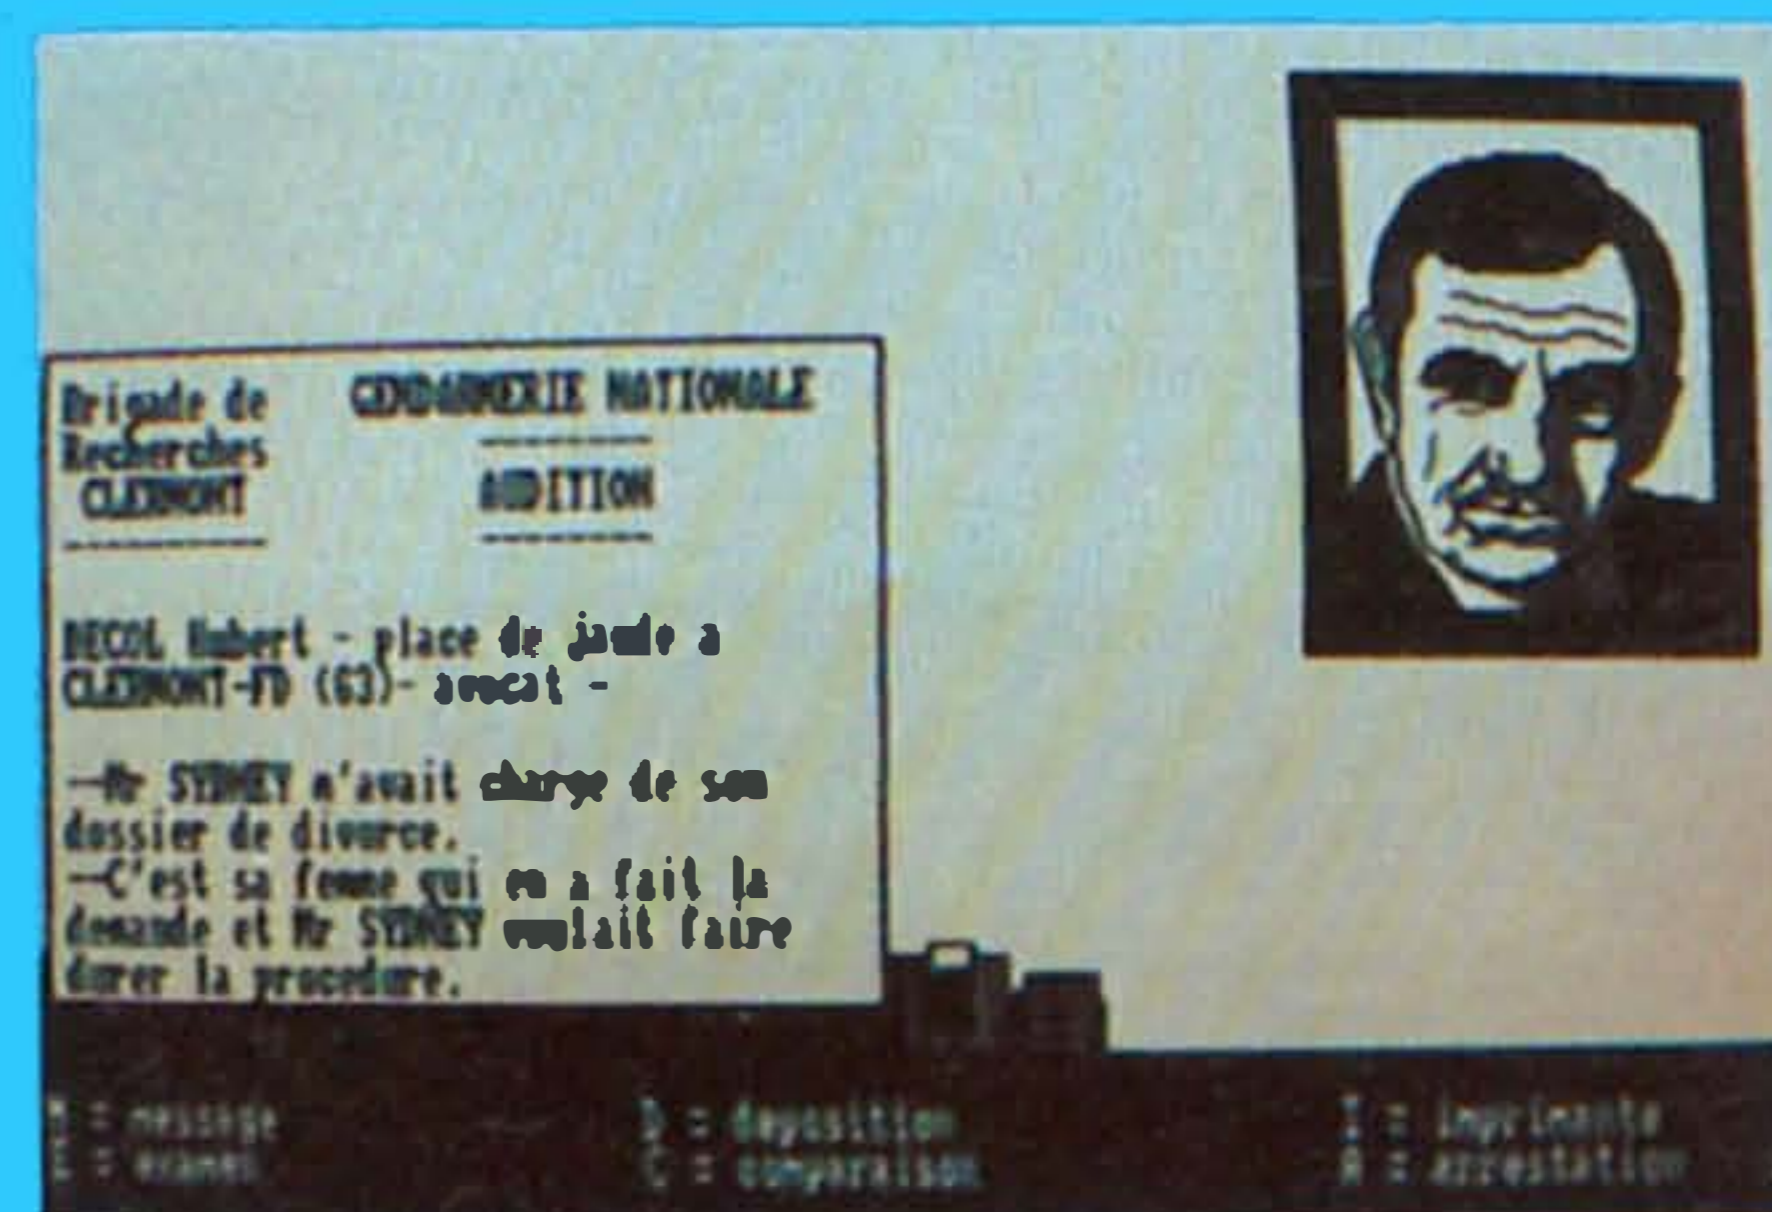 Brigade de
Recherches
CLERMONT
GENDARMERIE NATIONALE
AUDITION
DECOL Hubert - place de jaude a
CLERMONT-FD (63)- avocat -
—Mr SYDNEY m'avait charge de son
dossier de divorce.
—C'est sa femme qui en a fait la
demande et Mr SYDNEY voulait faire
durer la procedure.
M = message
E = examen
D = deposition
C = comparaison
I = imprimante
A = arrestation